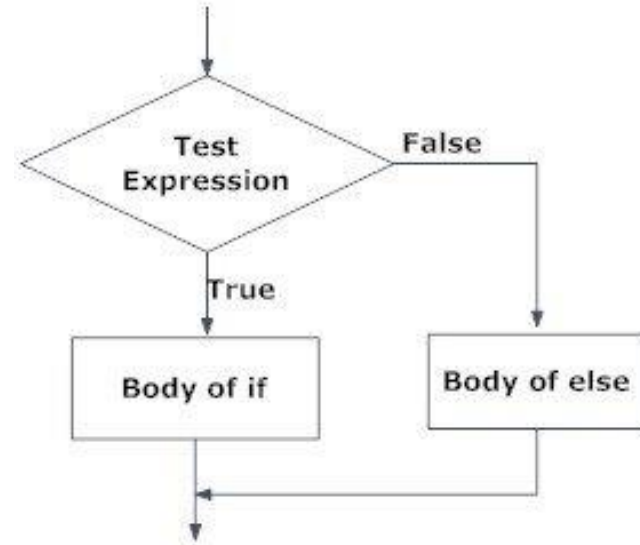 Test
Expression
False
True
Body of if
Body of else